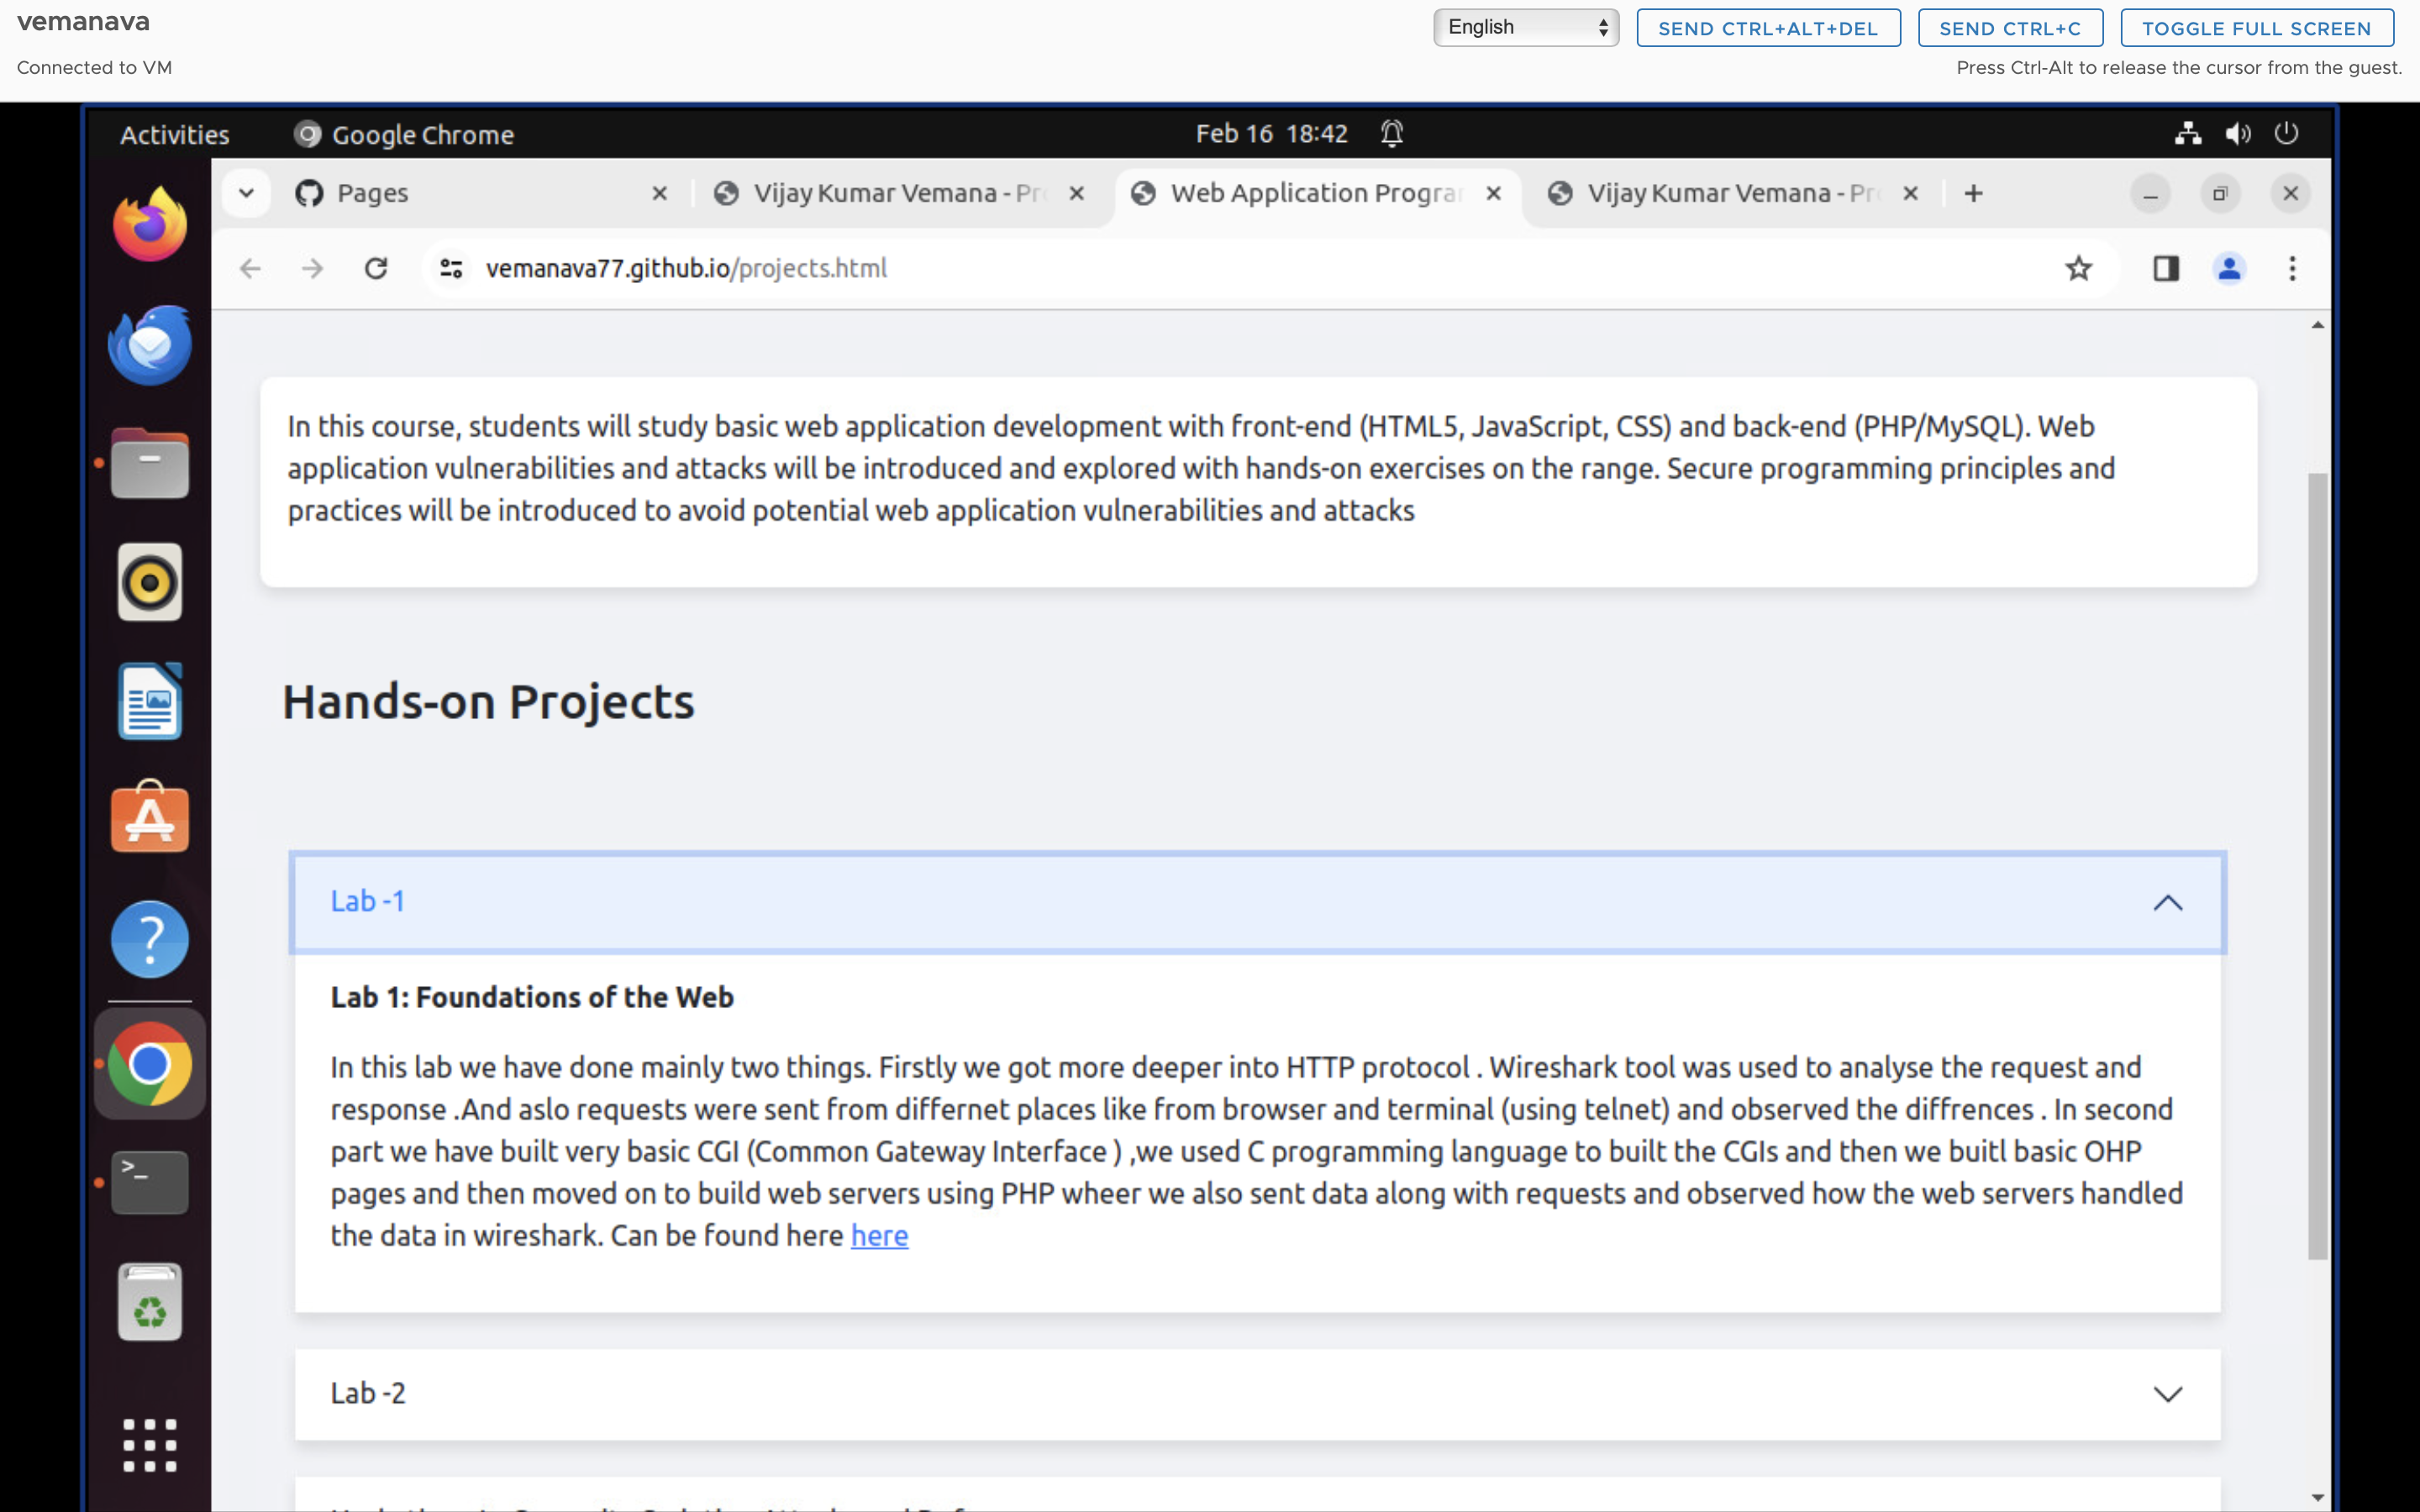 vemanava
English
SEND CTRL+ALT+DEL
SEND CTRL+C
TOGGLE FULL SCREEN
Connected to VM
Press Ctrl-Alt to release the cursor from the guest.
Activities
Google Chrome
Feb 16 18:42
Pages
Vijay Kumar Vemana - Pr
Web Application Progra
Vijay Kumar Vemana - Pr
vemanava77.github.io/projects.html
In this course, students will study basic web application development with front-end (HTML5, JavaScript, CSS) and back-end (PHP/MySQL). Web
application vulnerabilities and attacks will be introduced and explored with hands-on exercises on the range. Secure programming principles and
practices will be introduced to avoid potential web application vulnerabilities and attacks
Hands-on Projects
Lab -1
Lab 1: Foundations of the Web
In this lab we have done mainly two things. Firstly we got more deeper into HTTP protocol . Wireshark tool was used to analyse the request and
response .And aslo requests were sent from differnet places like from browser and terminal (using telnet) and observed the diffrences . In second
part we have built very basic CGI (Common Gateway Interface ) ,we used C programming language to built the CGIs and then we buitl basic OHP
pages and then moved on to build web servers using PHP wheer we also sent data along with requests and observed how the web servers handled
the data in wireshark. Can be found here here
Lab -2